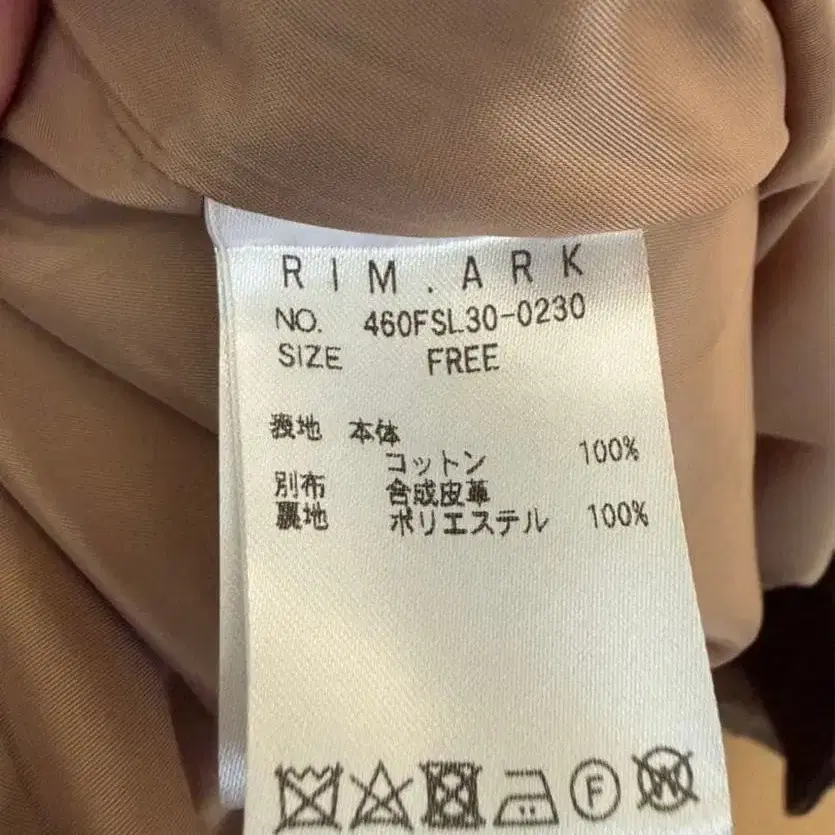 RIM.ARK
NO. 460FSL30-0230
SIZE FREE
表地 本体
コットン 100%
別布 合成皮革
裏地 ポリエステル 100%
F
W